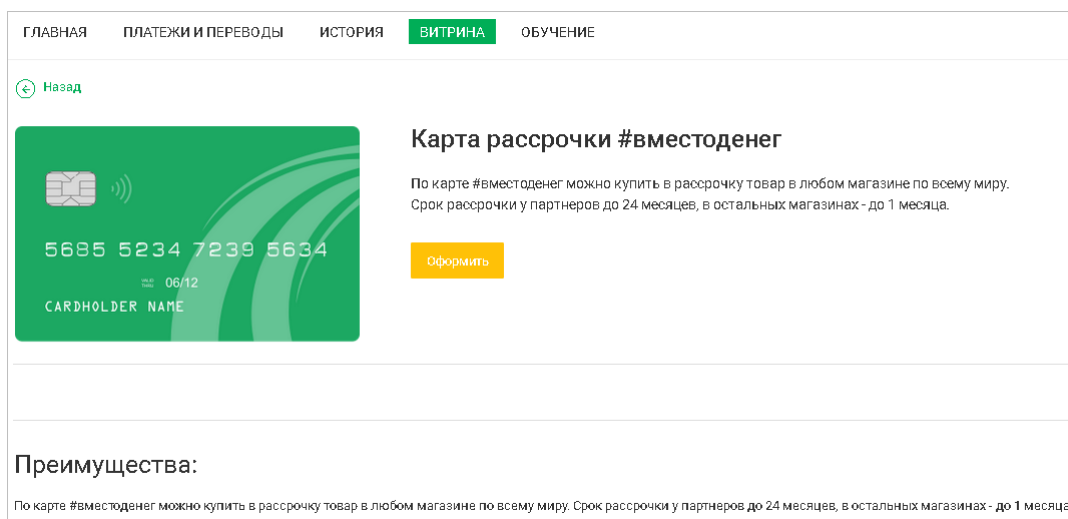 ГЛАВНАЯ ПЛАТЕЖИ И ПЕРЕВОДЫ ИСТОРИЯ ВИТРИНА ОБУЧЕНИЕ
Назад
Карта рассрочки #вместоденег
По карте #вместоденег можно купить в рассрочку товар в любом магазине по всему миру.
Срок рассрочки у партнеров до 24 месяцев, в остальных магазинах - до 1 месяца.
Оформить
5685 5234 7239 5634
VALID THRU 06/12
CARDHOLDER NAME
Преимущества:
По карте #вместоденег можно купить в рассрочку товар в любом магазине по всему миру. Срок рассрочки у партнеров до 24 месяцев, в остальных магазинах - до 1 месяца